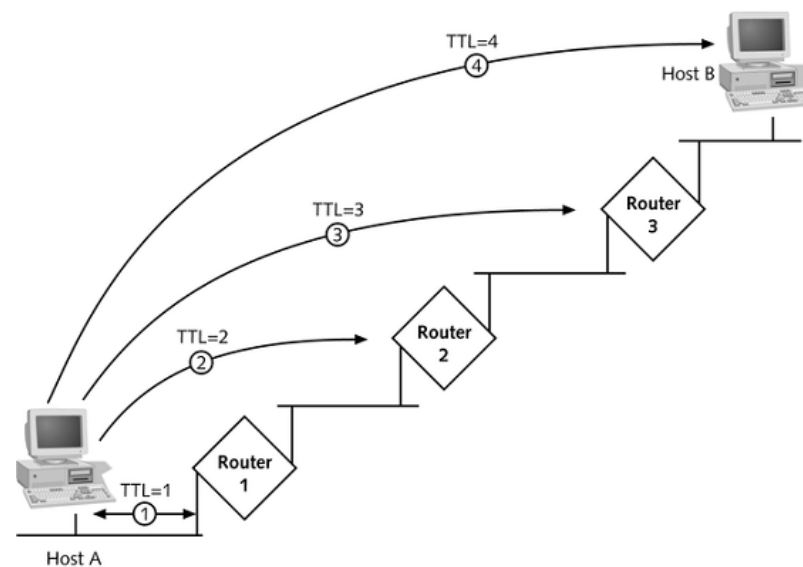 TTL=4
4
Host B
TTL=3
3
Router
3
TTL=2
2
Router
2
Router
1
TTL=1
1
Host A